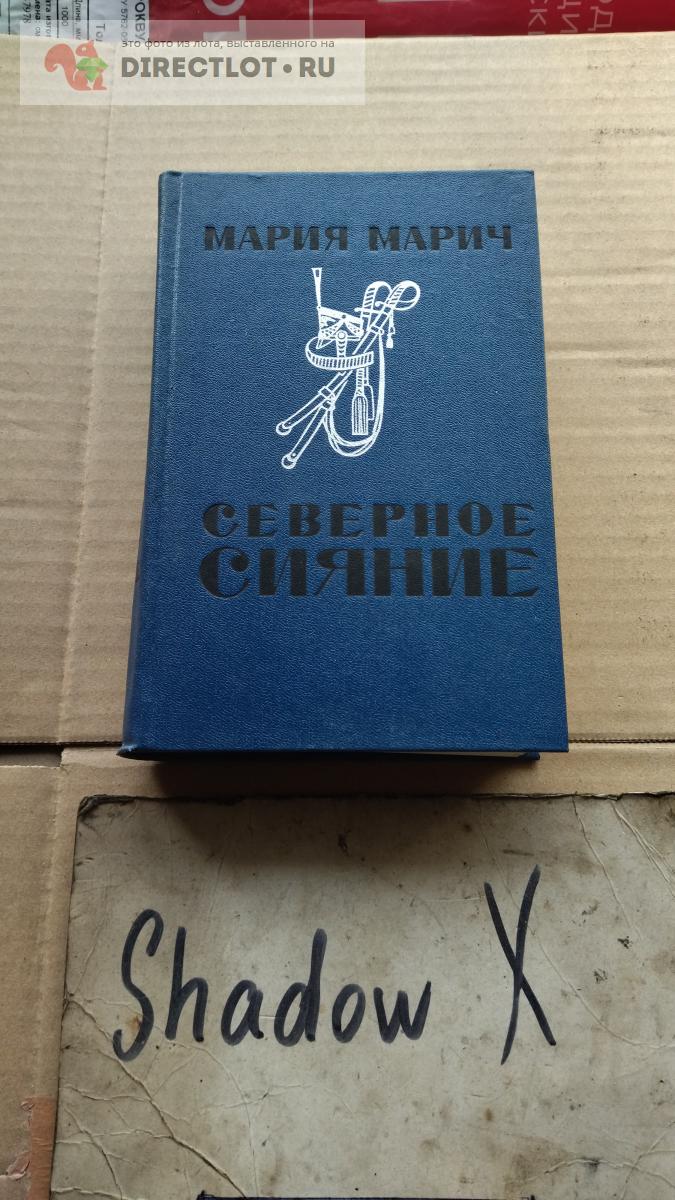 это фото из лота, выставленного на
DIRECTLOT.RU
МАРИЯ МАРИЧ
СЕВЕРНОЕ
СИЯНИЕ
Shadow X